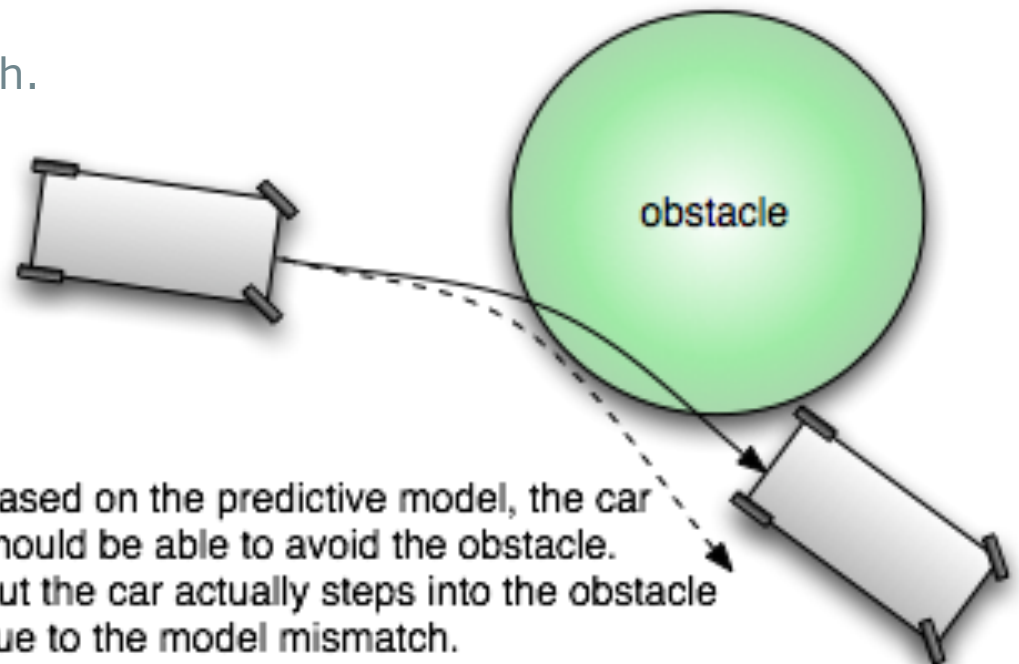 h.
obstacle
ased on the predictive model, the car
hould be able to avoid the obstacle.
ut the car actually steps into the obstacle
ue to the model mismatch.